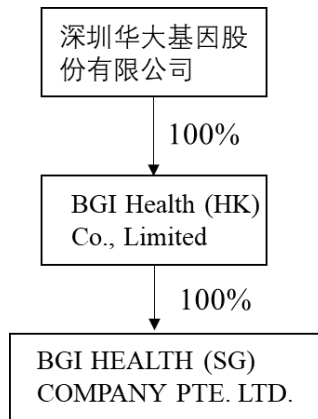 深圳华大基因股
份有限公司
100%
BGI Health (HK)
Co., Limited
100%
BGI HEALTH (SG)
COMPANY PTE. LTD.